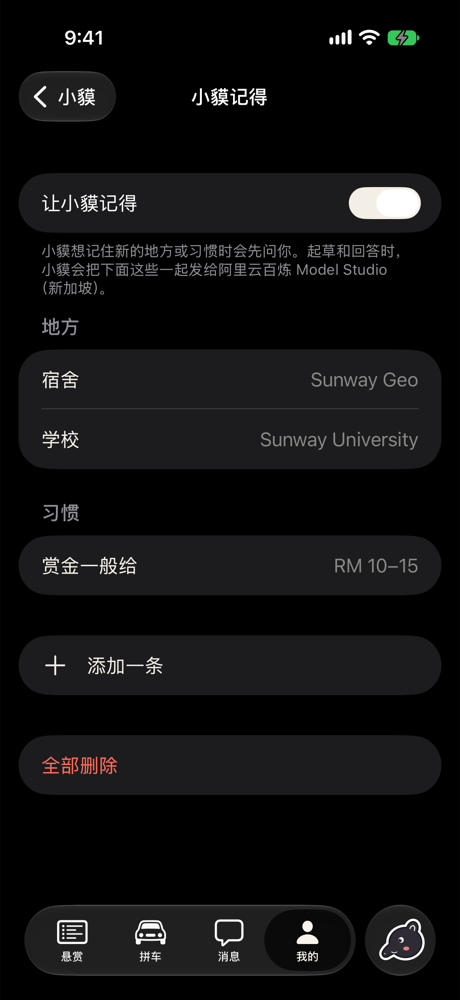 9:41
小貘
小貘记得
让小貘记得
小貘想记住新的地方或习惯时会先问你。起草和回答时，
小貘会把下面这些一起发给阿里云百炼 Model Studio
（新加坡）。
地方
宿舍 Sunway Geo
学校 Sunway University
习惯
赏金一般给 RM 10–15
添加一条
全部删除
悬赏 拼车 消息 我的